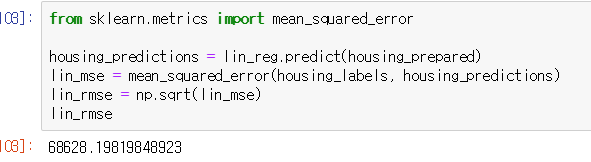 [03]:
from sklearn.metrics import mean_squared_error
housing_predictions = lin_reg.predict(housing_prepared)
lin_mse = mean_squared_error(housing_labels, housing_predictions)
lin_rmse = np.sqrt(lin_mse)
lin_rmse
[03]:
68628.19819848923